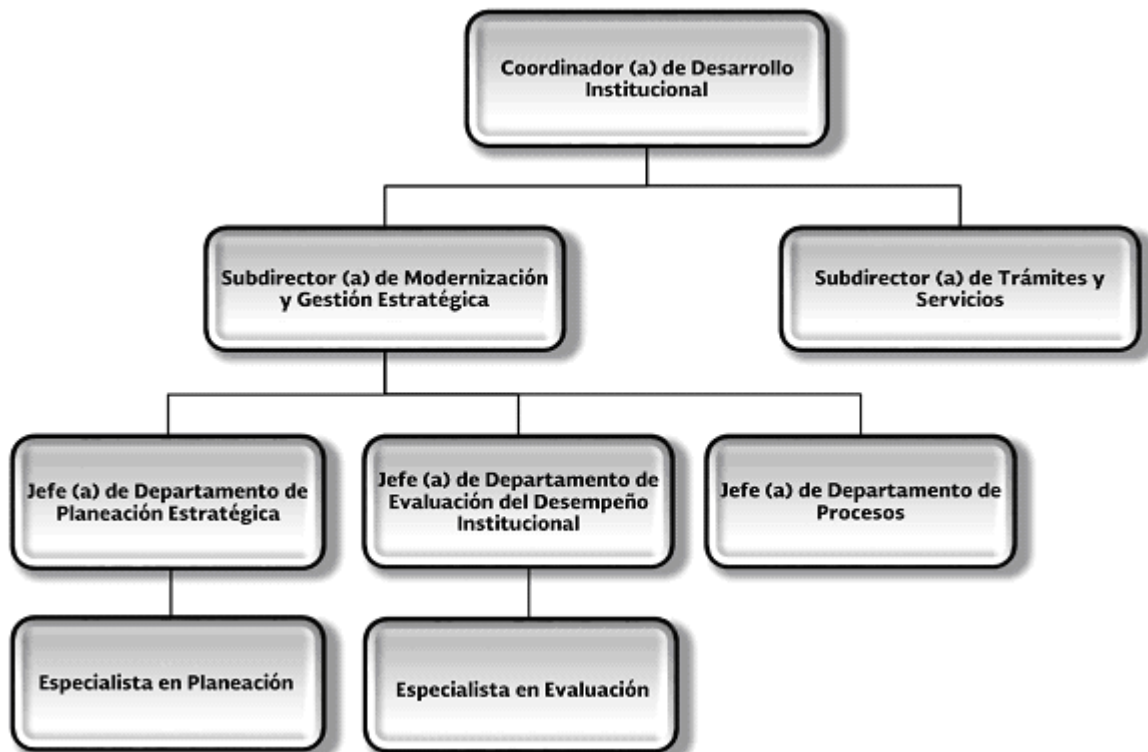 Coordinador (a) de Desarrollo
Institucional
Subdirector (a) de Modernización
y Gestión Estratégica
Subdirector (a) de Trámites y
Servicios
Jefe (a) de Departamento de
Planeación Estratégica
Jefe (a) de Departamento de
Evaluación del Desempeño
Institucional
Jefe (a) de Departamento de
Procesos
Especialista en Planeación
Especialista en Evaluación